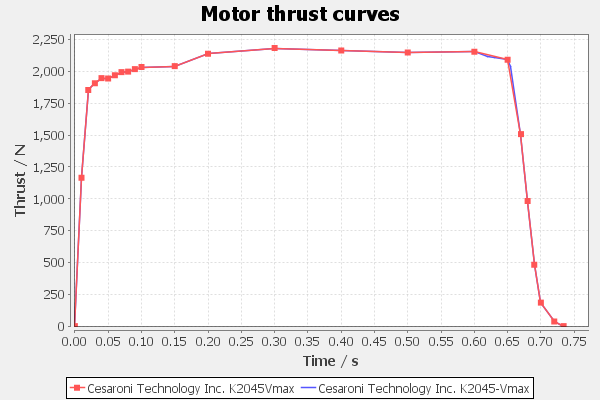 Motor thrust curves
Thrust / N
2,250
2,000
1,750
1,500
1,250
1,000
750
500
250
0
0.00 0.05 0.10 0.15 0.20 0.25 0.30 0.35 0.40 0.45 0.50 0.55 0.60 0.65 0.70 0.75
Time / s
Cesaroni Technology Inc. K2045Vmax Cesaroni Technology Inc. K2045-Vmax